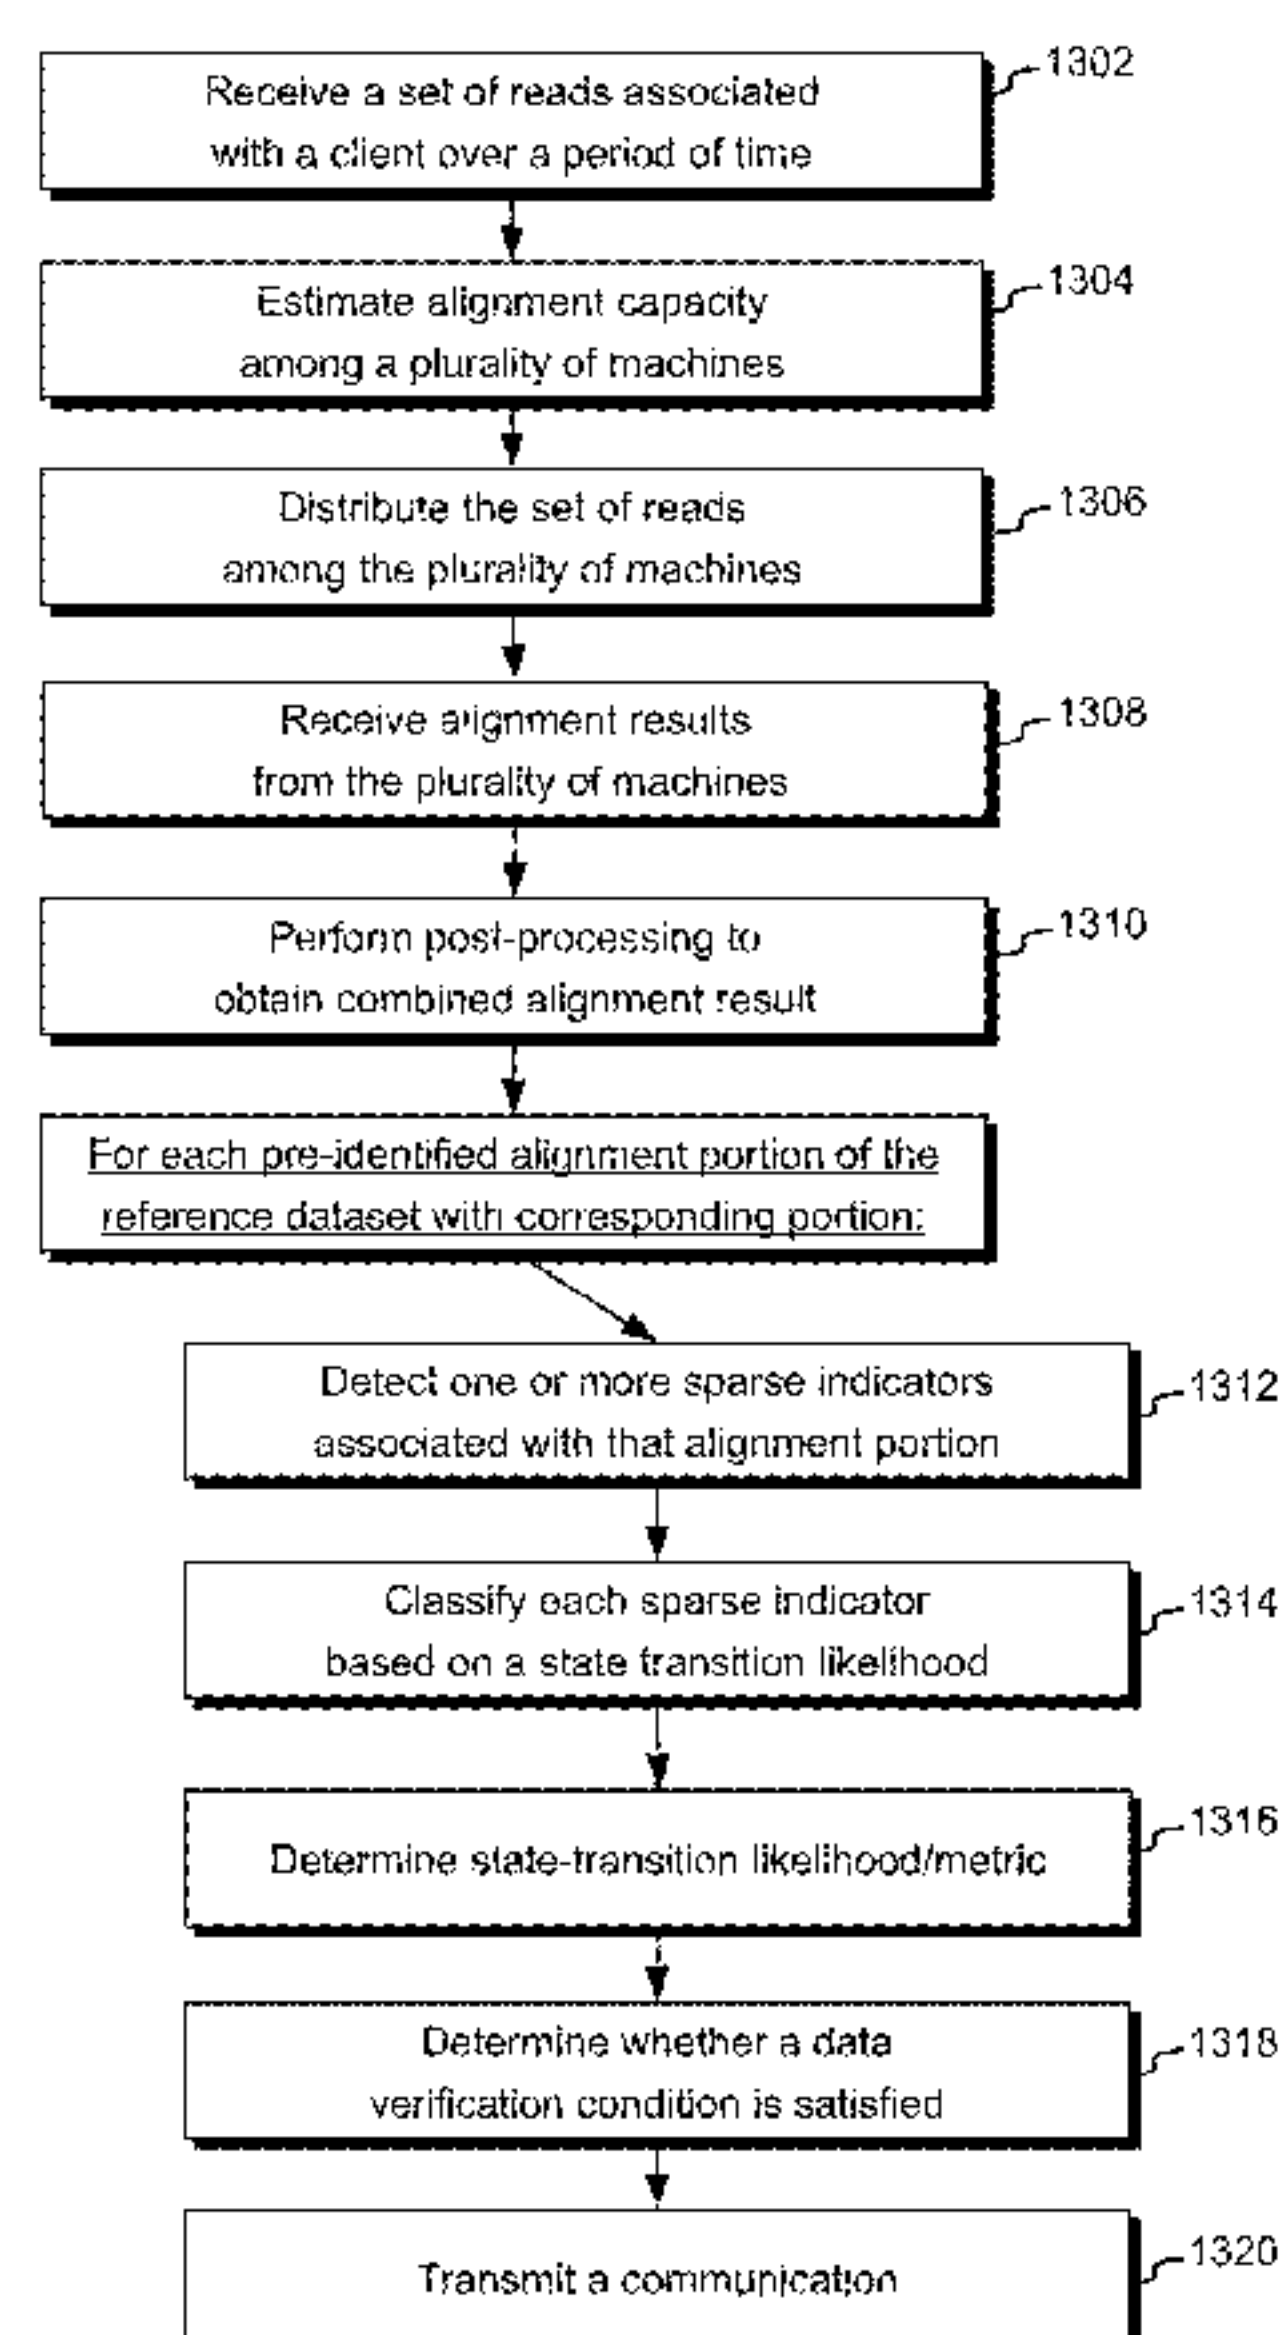 1302
Receive a set of reads associated
with a client over a period of time
1304
Estimate alignment capacity
among a plurality of machines
1306
Distribute the set of reads
among the plurality of machines
1308
Receive alignment results
from the plurality of machines
1310
Perform post-processing to
obtain combined alignment result
For each pre-identified alignment portion of the
reference dataset with corresponding portion:
1312
Detect one or more sparse indicators
associated with that alignment portion
1314
Classify each sparse indicator
based on a state transition likelihood
1316
Determine state-transition likelihood/metric
1318
Determine whether a data
verification condition is satisfied
1320
Transmit a communication